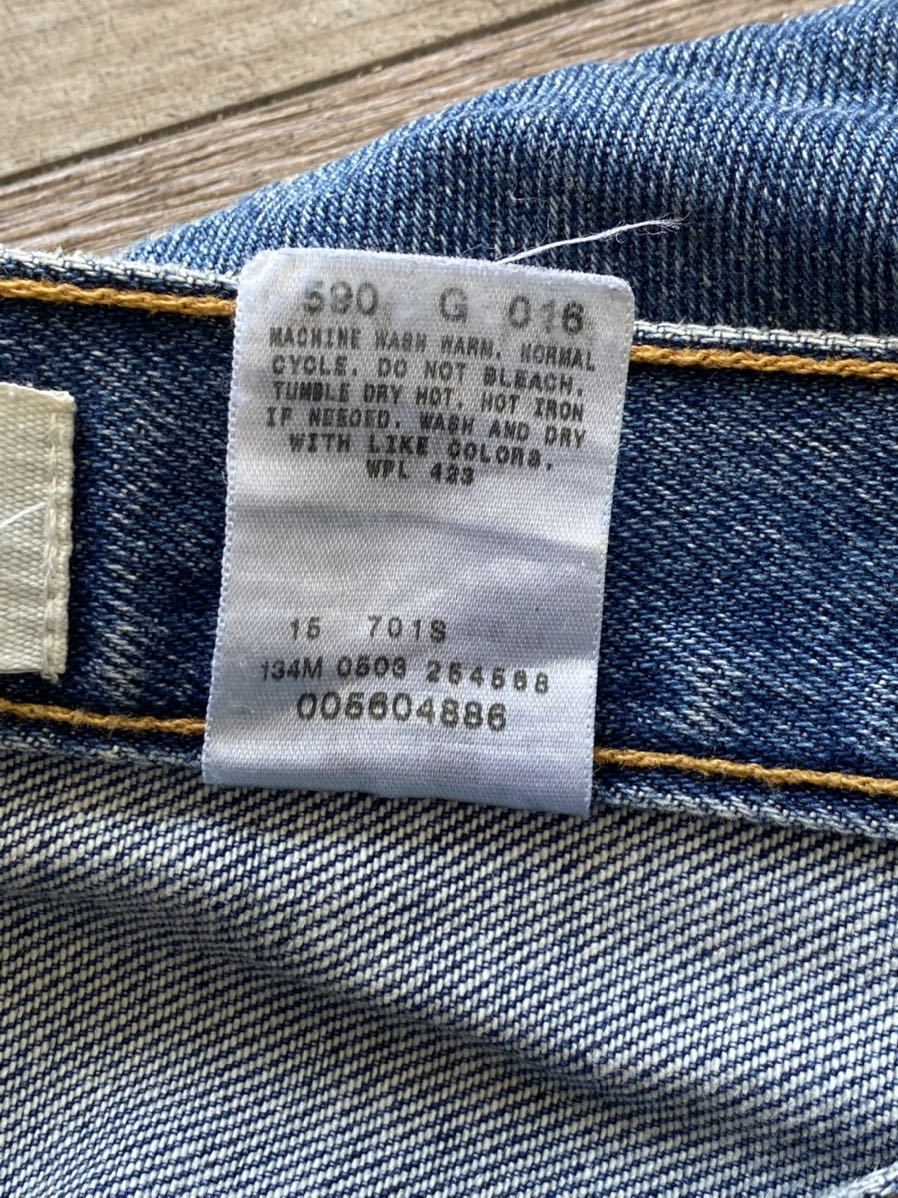 590 G 016
MACHINE WASH WARM, NORMAL
CYCLE. DO NOT BLEACH.
TUMBLE DRY HOT. HOT IRON
IF NEEDED. WASH AND DRY
WITH LIKE COLORS.
WPL 423
15 701S
134M 0503 254568
005604886